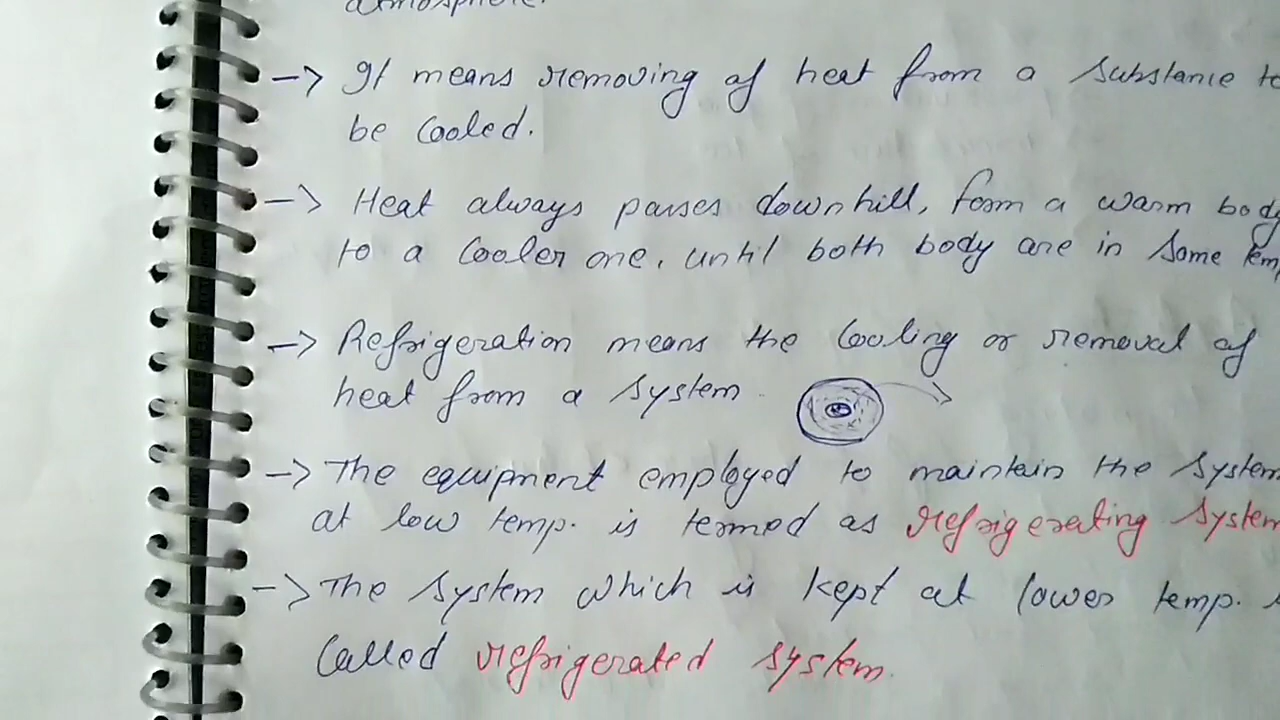 atmosphere.
-> It means removing of heat from a substance to
be cooled.
-> Heat always passes downhill, form a warm body
to a cooler one, until both body are in same temp
-> Refrigeration means the cooling or removal of
heat from a system.
-> The equipment employed to maintain the system
at low temp. is termed as refrigerating system
-> The system which is kept at lower temp.
called refrigerated system.